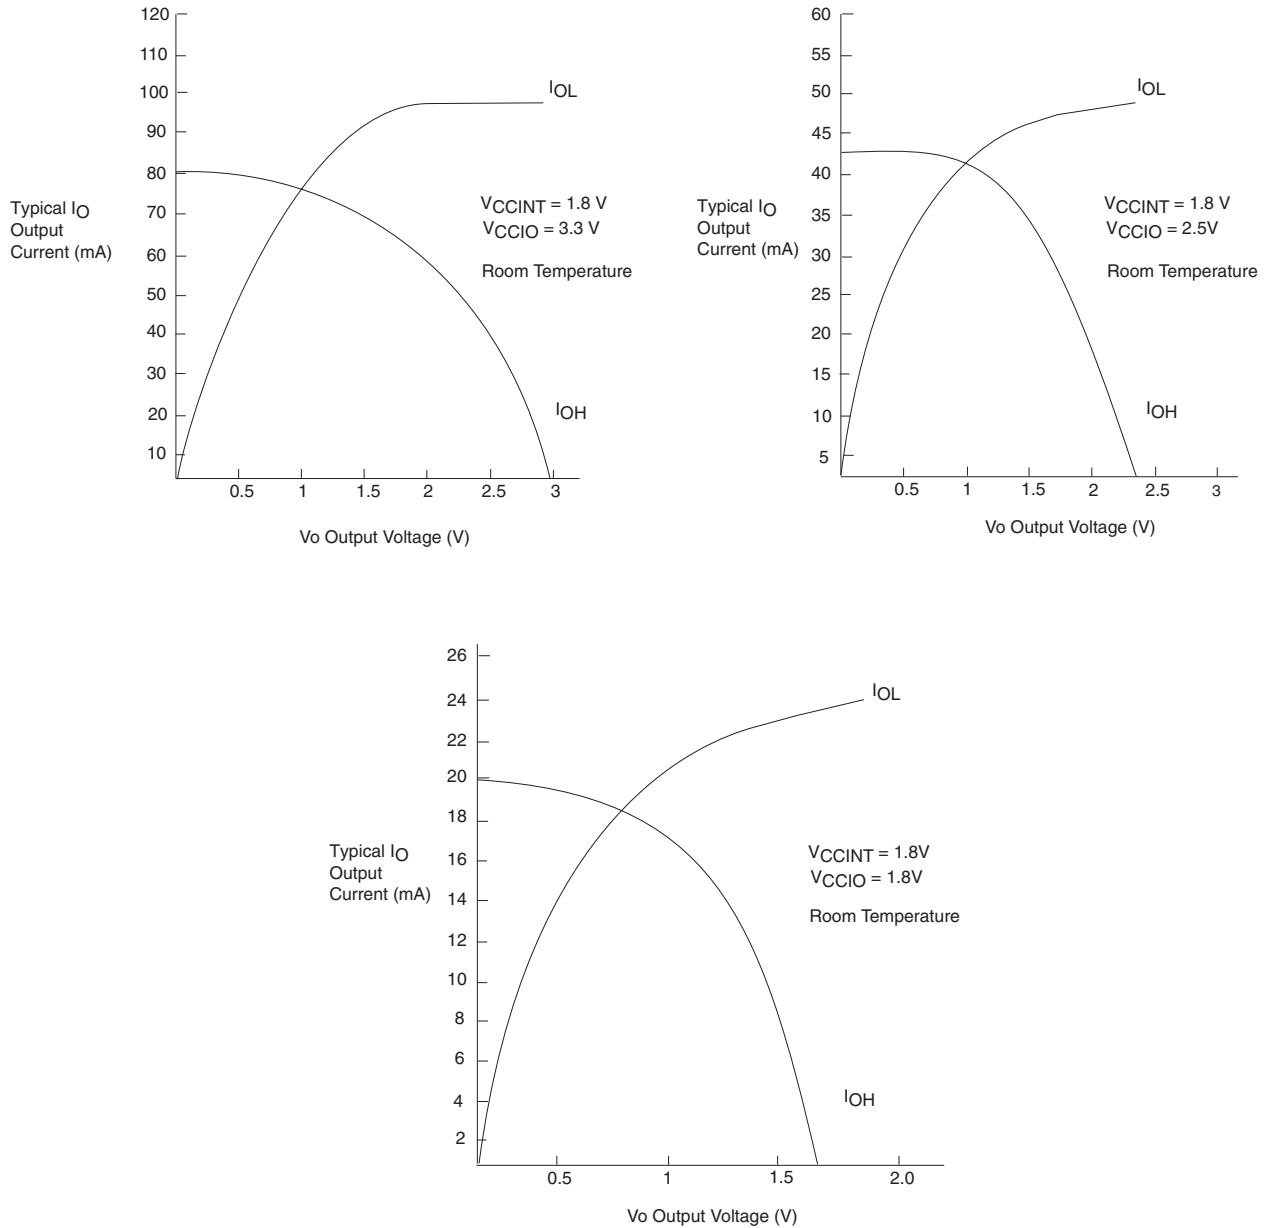 120
110
100
90
80
70
60
50
40
30
20
10
Typical IO
Output
Current (mA)
IOL
VCCINT = 1.8 V
VCCIO = 3.3 V
Room Temperature
IOH
0.5 1 1.5 2 2.5 3
Vo Output Voltage (V)
60
55
50
45
40
35
30
25
20
15
10
5
Typical IO
Output
Current (mA)
IOL
VCCINT = 1.8 V
VCCIO = 2.5V
Room Temperature
IOH
0.5 1 1.5 2 2.5 3
Vo Output Voltage (V)
26
24
22
20
18
16
14
12
10
8
6
4
2
Typical IO
Output
Current (mA)
IOL
VCCINT = 1.8V
VCCIO = 1.8V
Room Temperature
IOH
0.5 1 1.5 2.0
Vo Output Voltage (V)